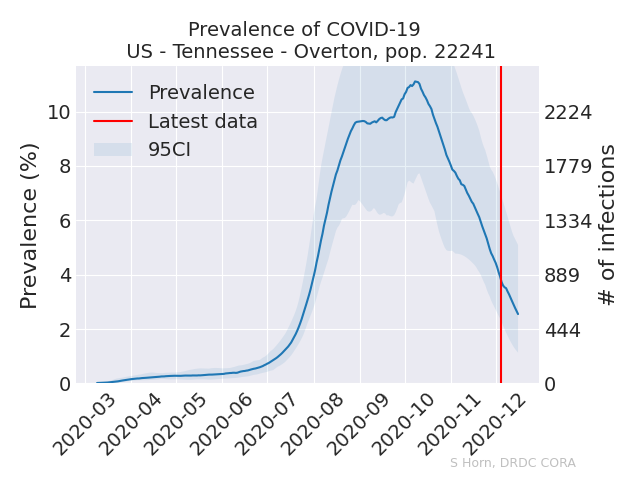 Prevalence of COVID-19
US - Tennessee - Overton, pop. 22241
Prevalence
Latest data
95CI
Prevalence (%)
10
8
6
4
2
0
2224
1779
1334
889
444
0
# of infections
2020-03
2020-04
2020-05
2020-06
2020-07
2020-08
2020-09
2020-10
2020-11
2020-12
S Horn, DRDC CORA